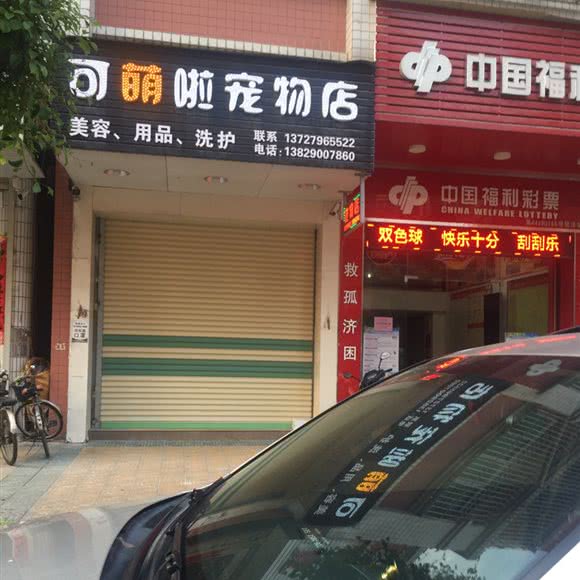 可萌啦宠物店
美容、用品、洗护
联系 13727965522
电话: 13829007860
中国福利
中国福利彩票
CHINA WELFARE LOTTERY
双色球 快乐十分 刮刮乐
救孤济困